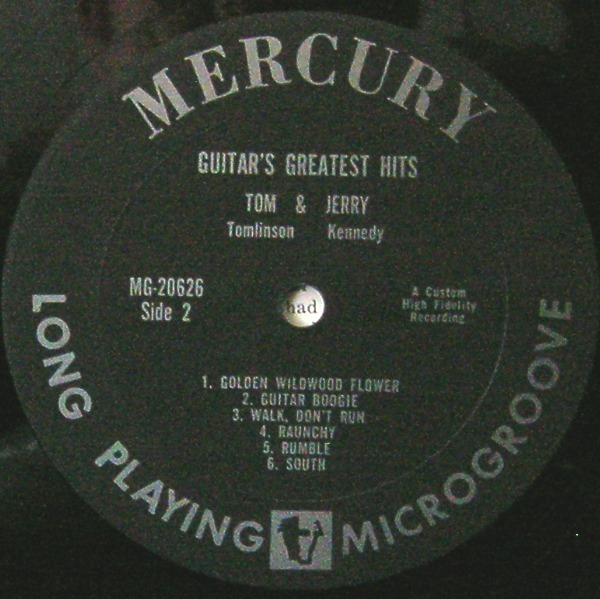 MERCURY
GUITAR'S GREATEST HITS
TOM & JERRY
Tomlinson Kennedy
MG-20626
Side 2
had
A Custom
High Fidelity
Recording
1. GOLDEN WILDWOOD FLOWER
2. GUITAR BOOGIE
3. WALK, DON'T RUN
4. RAUNCHY
5. RUMBLE
6. SOUTH
LONG PLAYING MICROGROOVE